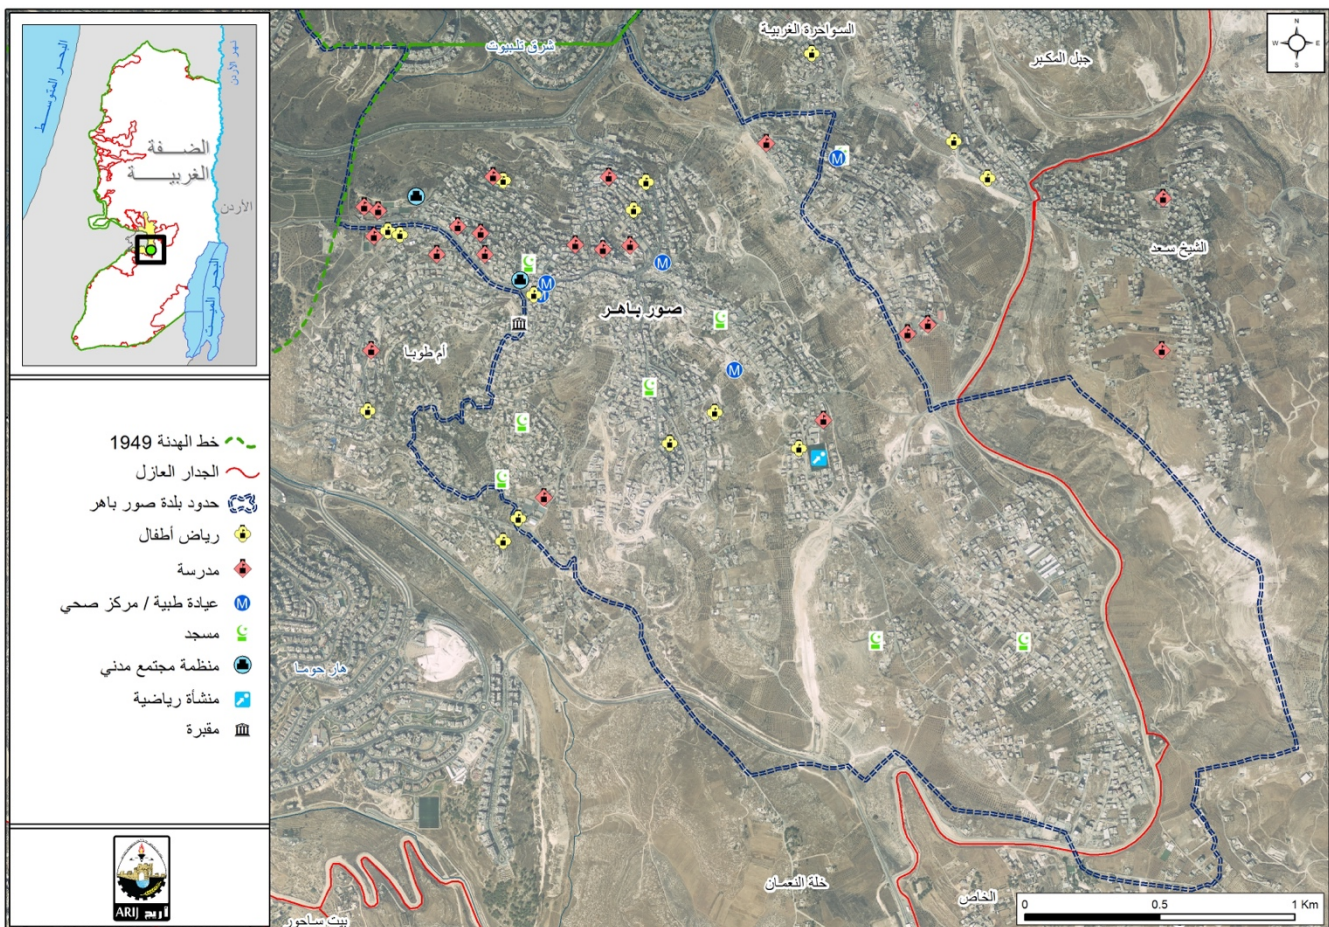 البحر المتوسط
نهر الأردن
الضفة
الغربية
الأردن
البحر الميت
خط الهدنة 1949
الجدار العازل
حدود بلدة صور باهر
رياض أطفال
مدرسة
عيادة طبية / مركز صحي
مسجد
منظمة مجتمع مدني
منشأة رياضية
مقبرة
أريج ARIJ
شرق تلبيوت
السواحرة الغربية
جبل المكبر
N
W E
S
الشيخ سعد
صور باهر
أم طوبا
هار حوما
خلة النعمان
الخاص
بيت ساحور
0 0.5 1 Km